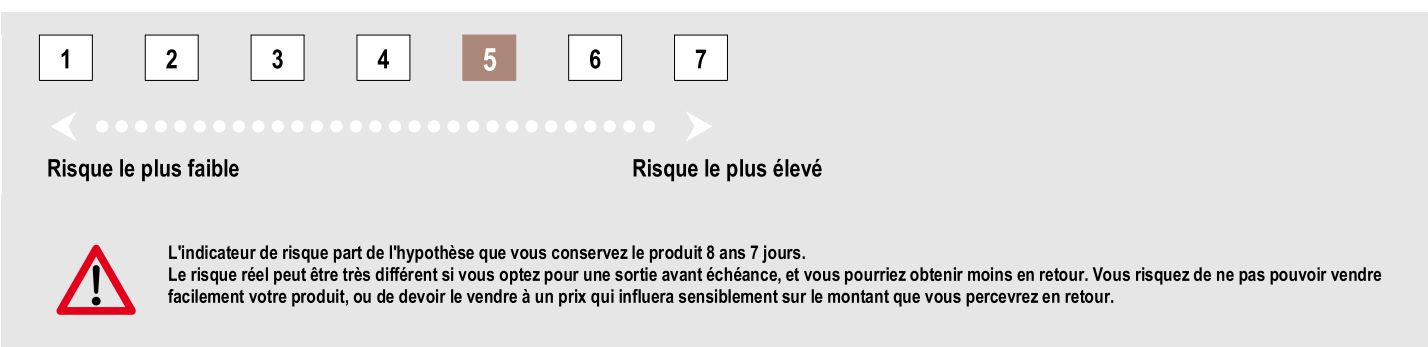 1 2 3 4 5 6 7
Risque le plus faible Risque le plus élevé
L'indicateur de risque part de l'hypothèse que vous conservez le produit 8 ans 7 jours.
Le risque réel peut être très différent si vous optez pour une sortie avant échéance, et vous pourriez obtenir moins en retour. Vous risquez de ne pas pouvoir vendre
facilement votre produit, ou de devoir le vendre à un prix qui influera sensiblement sur le montant que vous percevrez en retour.